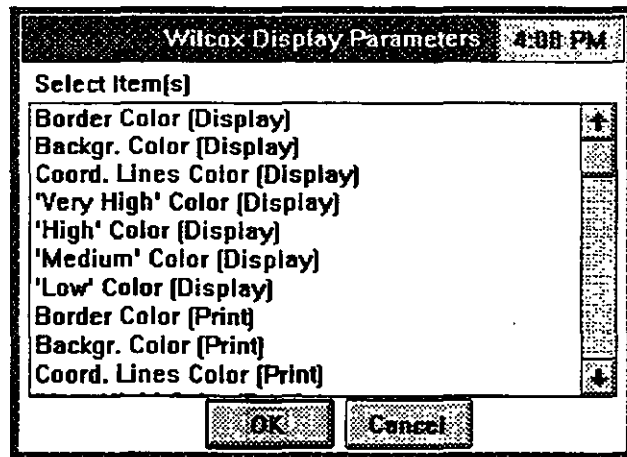 Wilcox Display Parameters 4:08 PM
Select Item(s)
Border Color (Display)
Backgr. Color (Display)
Coord. Lines Color (Display)
'Very High' Color (Display)
'High' Color (Display)
'Medium' Color (Display)
'Low' Color (Display)
Border Color (Print)
Backgr. Color (Print)
Coord. Lines Color (Print)
OK Cancel